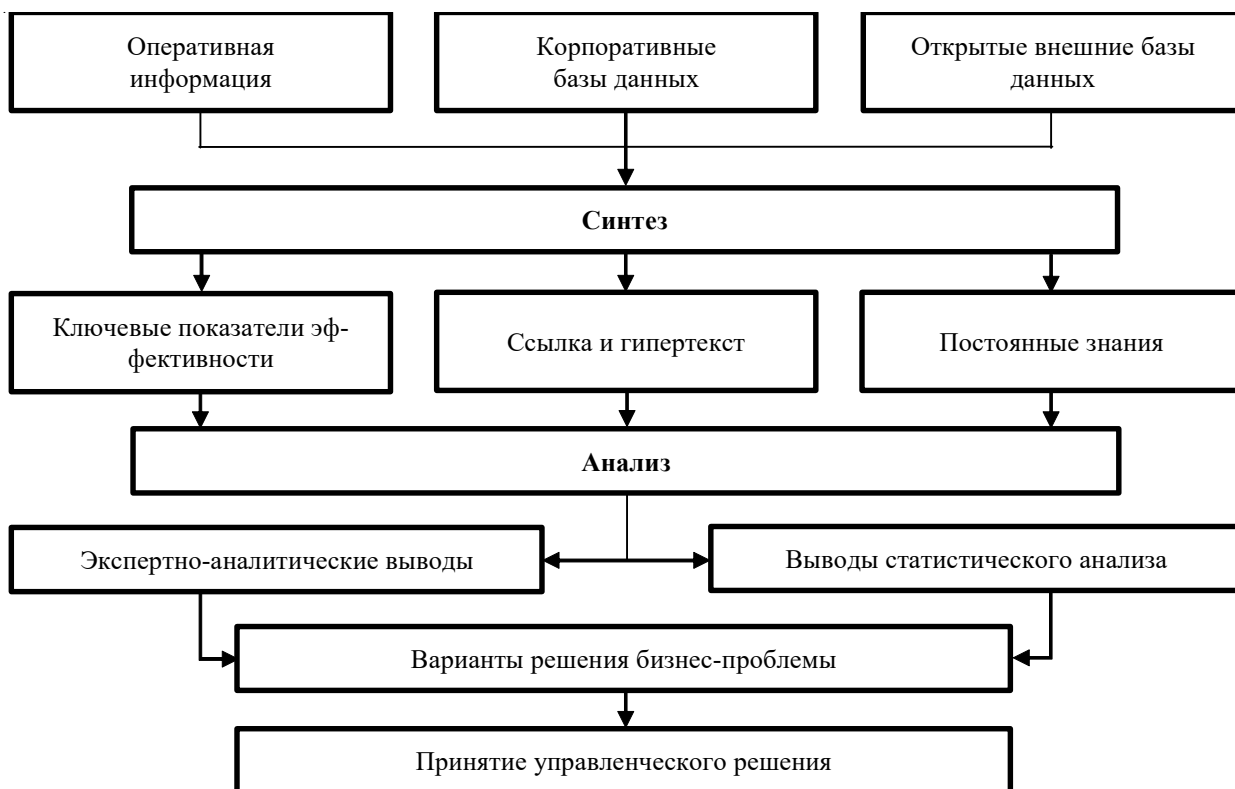 Оперативная
информация
Корпоративные
базы данных
Открытые внешние базы
данных
Синтез
Ключевые показатели эф-
фективности
Ссылка и гипертекст
Постоянные знания
Анализ
Экспертно-аналитические выводы
Выводы статистического анализа
Варианты решения бизнес-проблемы
Принятие управленческого решения